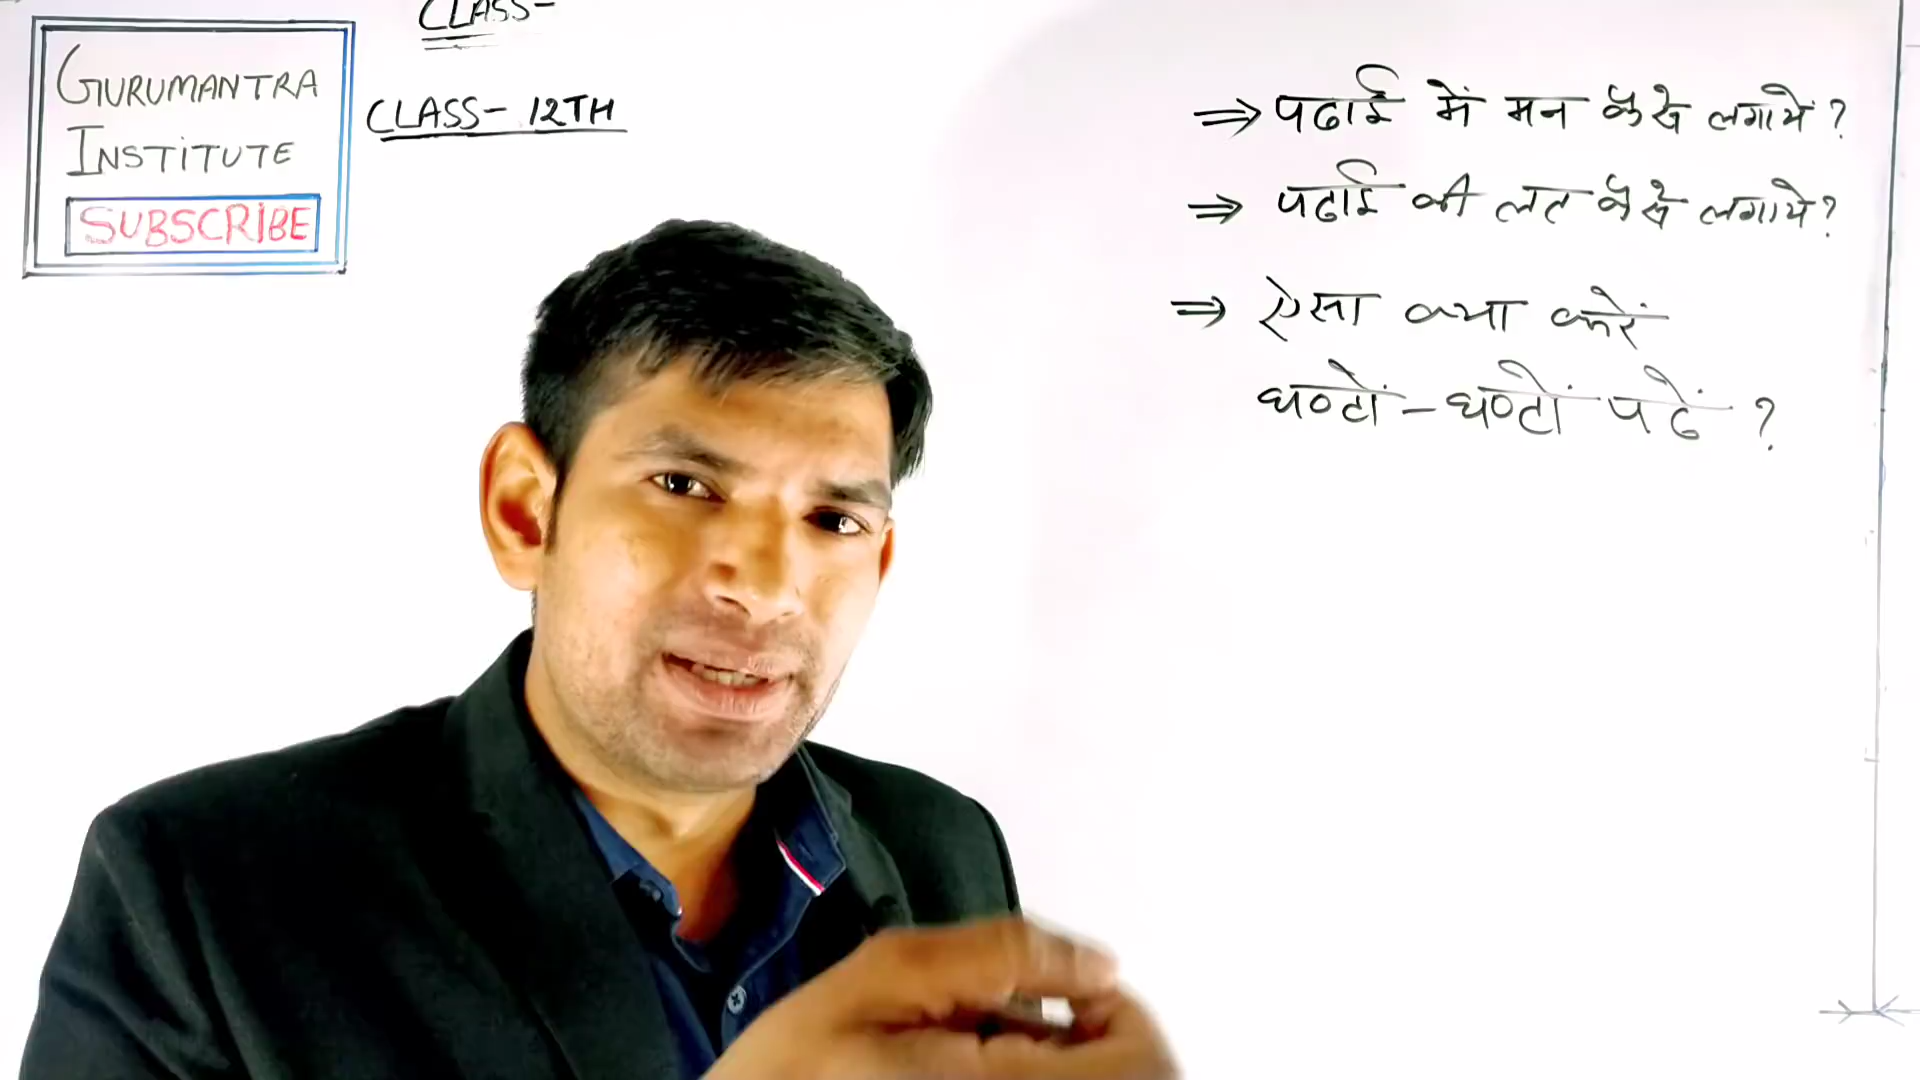 CLASS-
GURUMANTRA
INSTITUTE
SUBSCRIBE
CLASS- 12TH
⇒ पढाई में मन कैसे लगाये ?
⇒ पढाई की लत कैसे लगाये ?
⇒ ऐसा क्या करें
घण्टों - घण्टों पढें ?